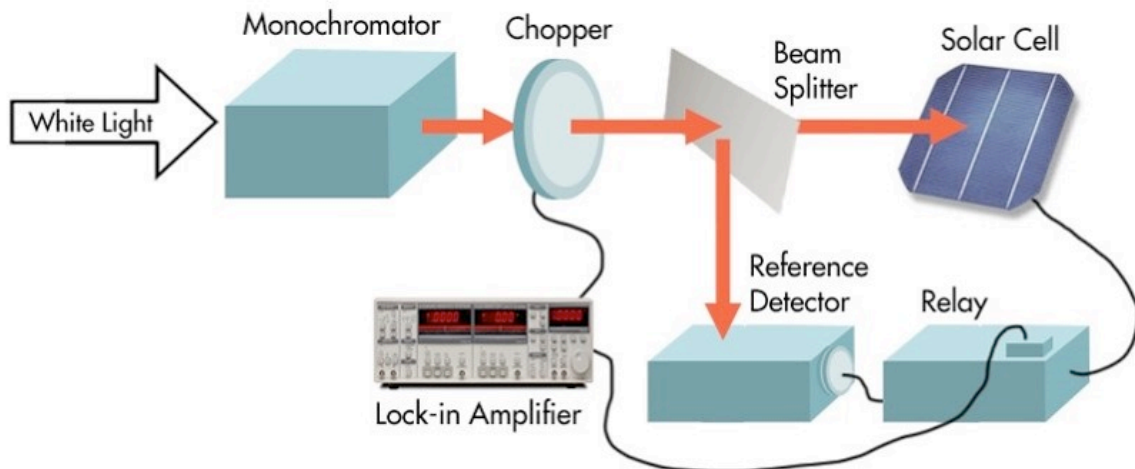 Monochromator
Chopper
Solar Cell
Beam
Splitter
White Light
Reference
Detector
Relay
Lock-in Amplifier